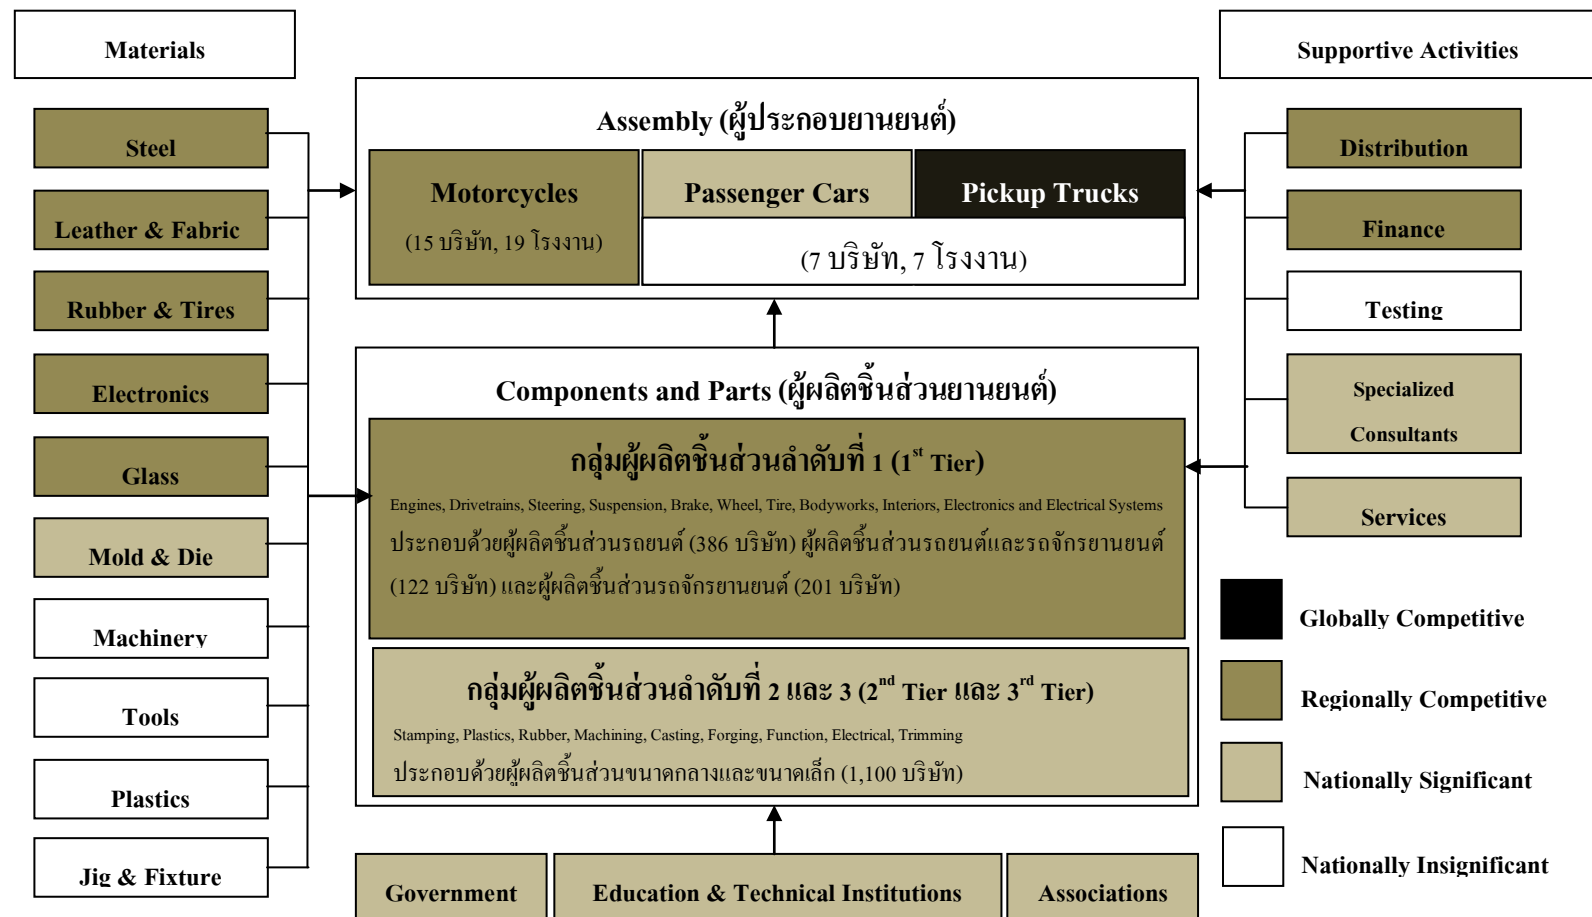 Materials
Steel
Leather & Fabric
Rubber & Tires
Electronics
Glass
Mold & Die
Machinery
Tools
Plastics
Jig & Fixture
Assembly (ผู้ประกอบยานยนต์)
Motorcycles
(15 บริษัท, 19 โรงงาน)
Passenger Cars
Pickup Trucks
(7 บริษัท, 7 โรงงาน)
Components and Parts (ผู้ผลิตชิ้นส่วนยานยนต์)
กลุ่มผู้ผลิตชิ้นส่วนลำดับที่ 1 (1st Tier)
Engines, Drivetrains, Steering, Suspension, Brake, Wheel, Tire, Bodyworks, Interiors, Electronics and Electrical Systems
ประกอบด้วยผู้ผลิตชิ้นส่วนรถยนต์ (386 บริษัท) ผู้ผลิตชิ้นส่วนรถยนต์และรถจักรยานยนต์
(122 บริษัท) และผู้ผลิตชิ้นส่วนรถจักรยานยนต์ (201 บริษัท)
กลุ่มผู้ผลิตชิ้นส่วนลำดับที่ 2 และ 3 (2nd Tier และ 3rd Tier)
Stamping, Plastics, Rubber, Machining, Casting, Forging, Function, Electrical, Trimming
ประกอบด้วยผู้ผลิตชิ้นส่วนขนาดกลางและขนาดเล็ก (1,100 บริษัท)
Government
Education & Technical Institutions
Associations
Supportive Activities
Distribution
Finance
Testing
Specialized
Consultants
Services
Globally Competitive
Regionally Competitive
Nationally Significant
Nationally Insignificant